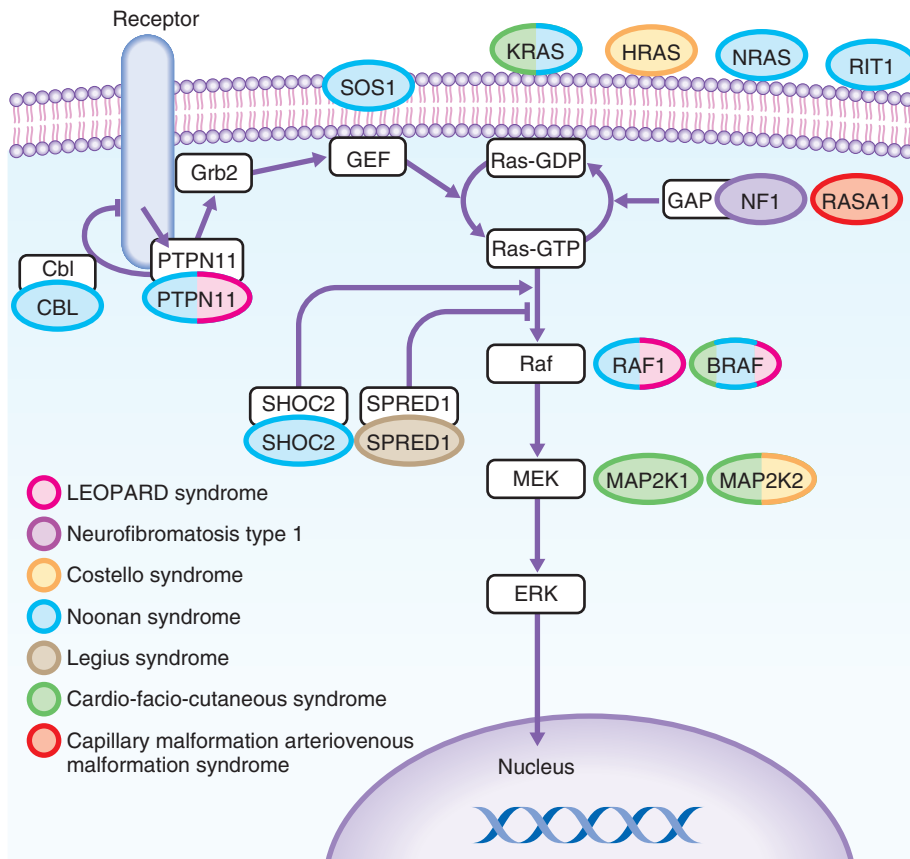 Receptor
KRAS
HRAS
NRAS
RIT1
SOS1
Grb2
GEF
Ras-GDP
GAP
NF1
RASA1
Ras-GTP
Cbl
CBL
PTPN11
PTPN11
Raf
RAF1
BRAF
SHOC2
SHOC2
SPRED1
SPRED1
MEK
MAP2K1
MAP2K2
ERK
Nucleus
LEOPARD syndrome
Neurofibromatosis type 1
Costello syndrome
Noonan syndrome
Legius syndrome
Cardio-facio-cutaneous syndrome
Capillary malformation arteriovenous
malformation syndrome